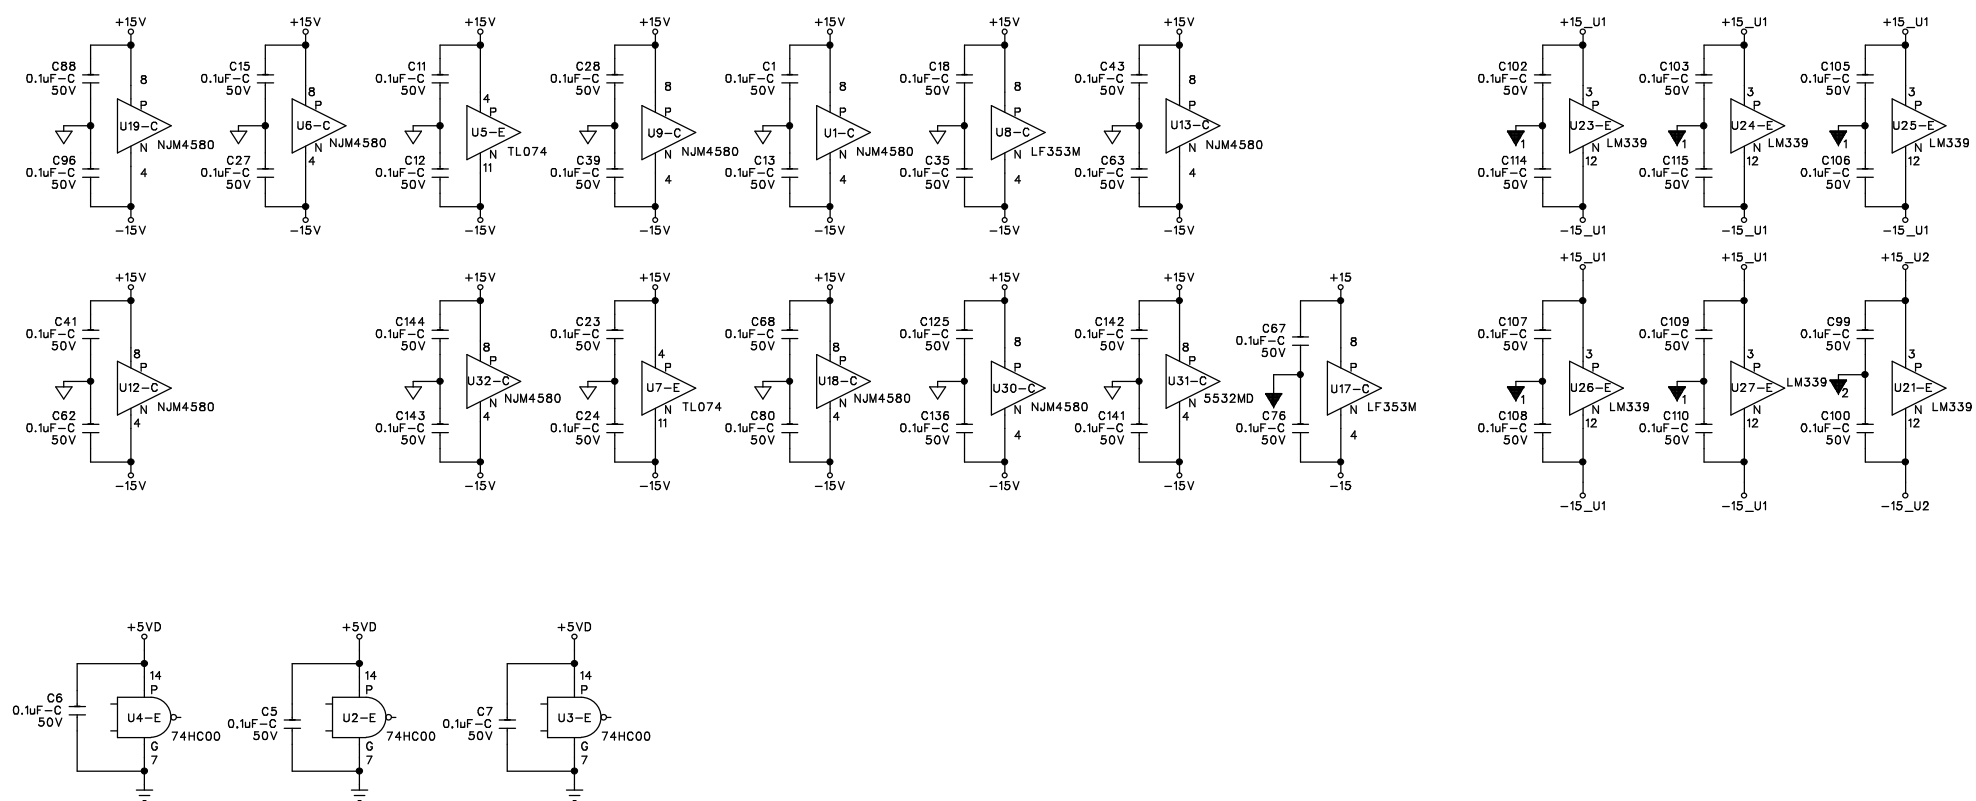 +15V +15V +15V +15V +15V +15V +15V +15_U1 +15_U1 +15_U1
C88 C15 C11 C28 C1 C18 C43 C102 C103 C105
0.1uF-C 0.1uF-C 0.1uF-C 0.1uF-C 0.1uF-C 0.1uF-C 0.1uF-C 0.1uF-C 0.1uF-C 0.1uF-C
50V 50V 50V 50V 50V 50V 50V 50V 50V 50V
8 8 4 8 8 8 8 3 3 3
P P P P P P P P P P
U19-C U6-C U5-E U9-C U1-C U8-C U13-C U23-E U24-E U25-E
1 1 1
N N N N N N N N N N
NJM4580 NJM4580 TL074 NJM4580 NJM4580 LF353M NJM4580 LM339 LM339 LM339
C96 C27 C12 C39 C13 C35 C63 C114 C115 C106
0.1uF-C 0.1uF-C 0.1uF-C 0.1uF-C 0.1uF-C 0.1uF-C 0.1uF-C 0.1uF-C 0.1uF-C 0.1uF-C
50V 50V 50V 50V 50V 50V 50V 50V 50V 50V
4 4 11 4 4 4 4 12 12 12
-15V -15V -15V -15V -15V -15V -15V -15_U1 -15_U1 -15_U1
+15V +15V +15V +15V +15V +15V +15 +15_U1 +15_U1 +15_U2
C41 C144 C23 C68 C125 C142 C67 C107 C109 C99
0.1uF-C 0.1uF-C 0.1uF-C 0.1uF-C 0.1uF-C 0.1uF-C 0.1uF-C 0.1uF-C 0.1uF-C 0.1uF-C
50V 50V 50V 50V 50V 50V 50V 50V 50V 50V
8 8 4 8 8 8 8 3 3 3
P P P P P P P P P P
U12-C U32-C U7-E U18-C U30-C U31-C U17-C U26-E U27-E U21-E
1 1 2
N N N N N N N N N N
NJM4580 NJM4580 TL074 NJM4580 NJM4580 5532MD LF353M LM339 LM339 LM339
C62 C143 C24 C80 C136 C141 C76 C108 C110 C100
0.1uF-C 0.1uF-C 0.1uF-C 0.1uF-C 0.1uF-C 0.1uF-C 0.1uF-C 0.1uF-C 0.1uF-C 0.1uF-C
50V 50V 50V 50V 50V 50V 50V 50V 50V 50V
4 4 11 4 4 4 4 12 12 12
-15V -15V -15V -15V -15V -15V -15 -15_U1 -15_U1 -15_U2
+5VD +5VD +5VD
14 14 14
P P P
C6 C5 C7
0.1uF-C 0.1uF-C 0.1uF-C
50V 50V 50V
U4-E U2-E U3-E
74HC00 74HC00 74HC00
G G G
7 7 7